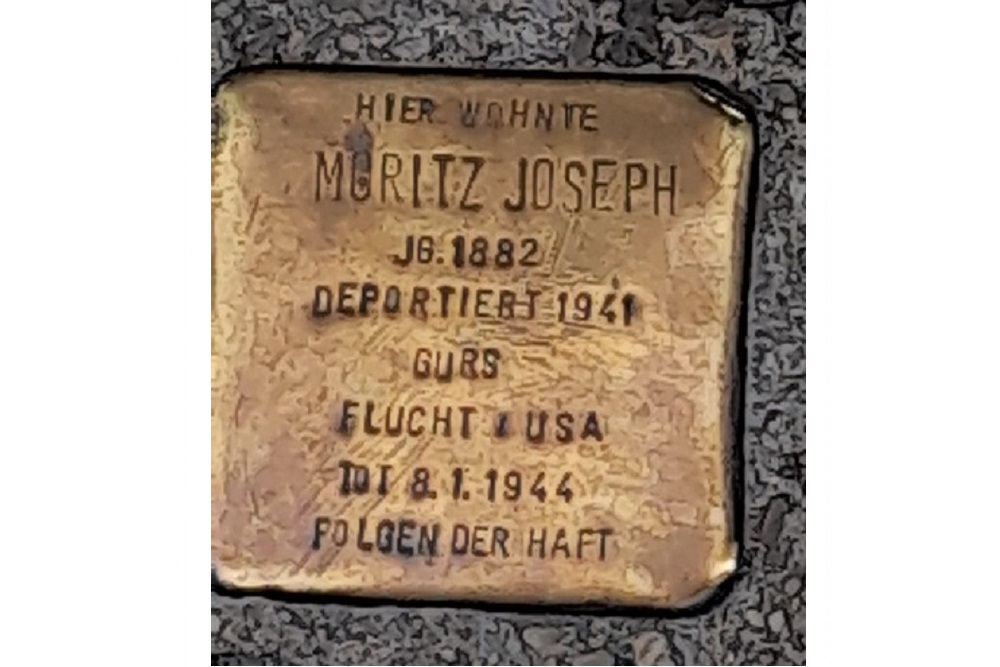 HIER WOHNTE
MORITZ JOSEPH
JG. 1882
DEPORTIERT 1941
GURS
FLUCHT USA
TOT 8. 1. 1944
FOLGEN DER HAFT